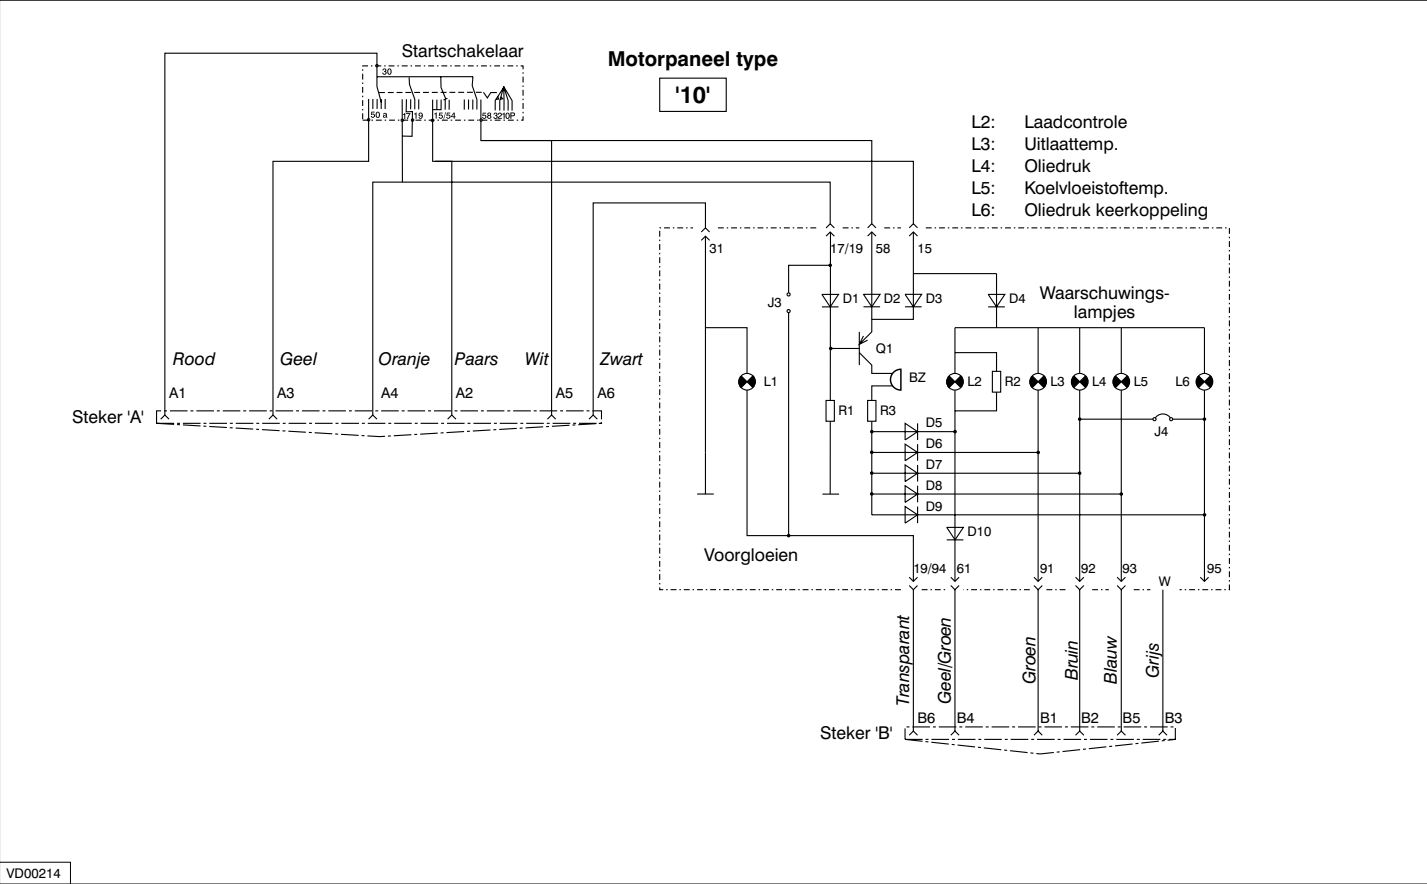 Startschakelaar
Motorpaneel type
'10'
30
50 a
17/19
15/54
58
3210P
L2: Laadcontrole
L3: Uitlaattemp.
L4: Oliedruk
L5: Koelvloeistoftemp.
L6: Oliedruk keerkoppeling
31
17/19
58
15
J3
D1
D2
D3
D4
Waarschuwings-
lampjes
Q1
Rood
Geel
Oranje
Paars
Wit
Zwart
A1
A3
A4
A2
A5
A6
Steker 'A'
L1
BZ
L2
R2
L3
L4
L5
L6
R1
R3
J4
D5
D6
D7
D8
D9
D10
Voorgloeien
19/94
61
91
92
93
W
95
Transparant
Geel/Groen
Groen
Bruin
Blauw
Grijs
B6
B4
B1
B2
B5
B3
Steker 'B'
VD00214